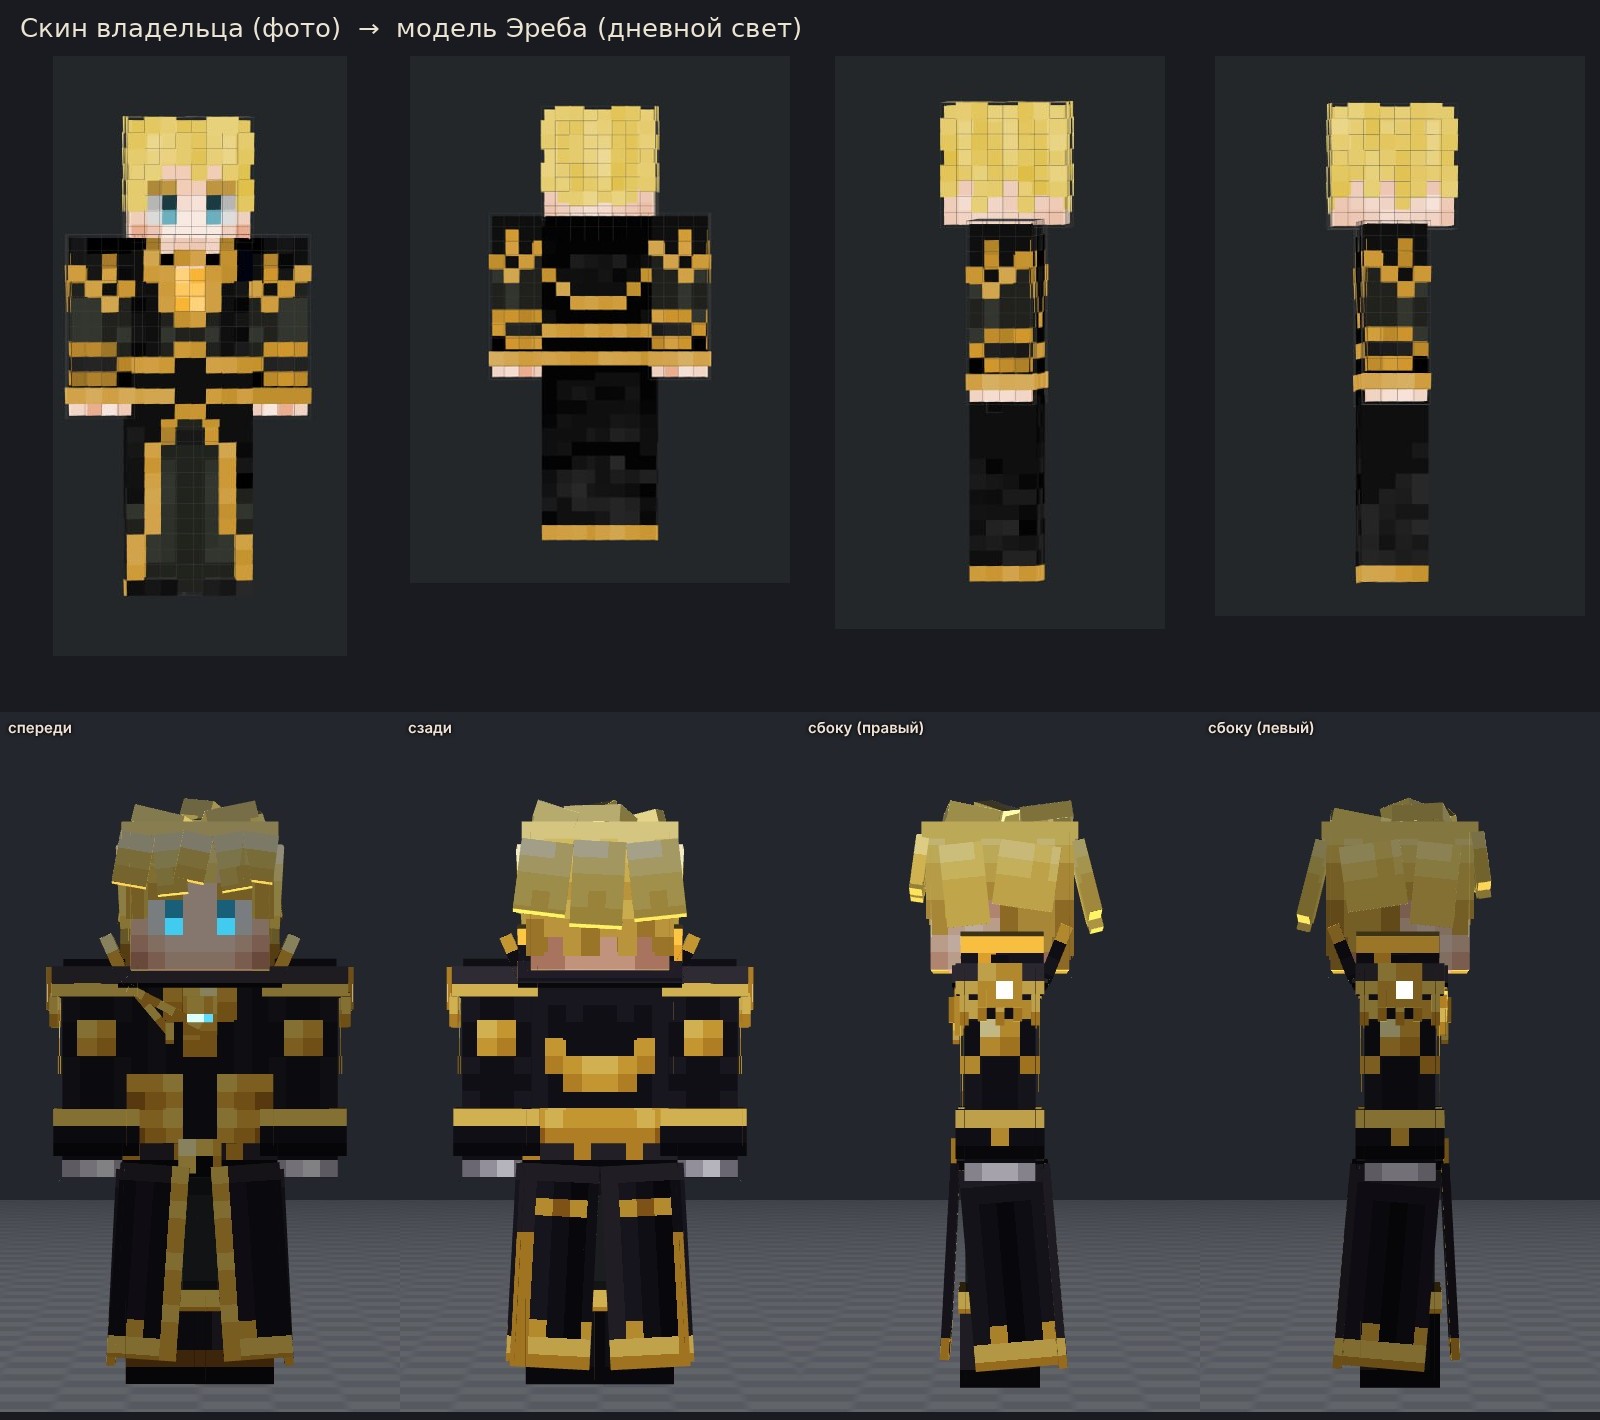 Скин владельца (фото) → модель Эреба (дневной свет)
спереди
сзади
сбоку (правый)
сбоку (левый)